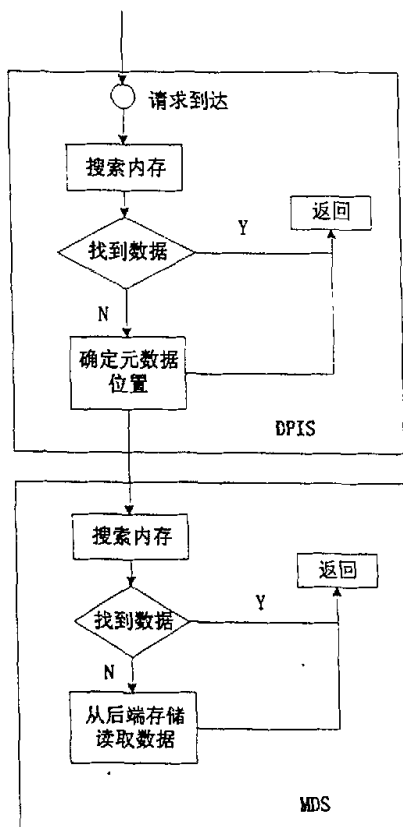 请求到达
搜索内存
返回
找到数据
Y
N
确定元数据
位置
DPIS
搜索内存
返回
找到数据
Y
N
从后端存储
读取数据
MDS